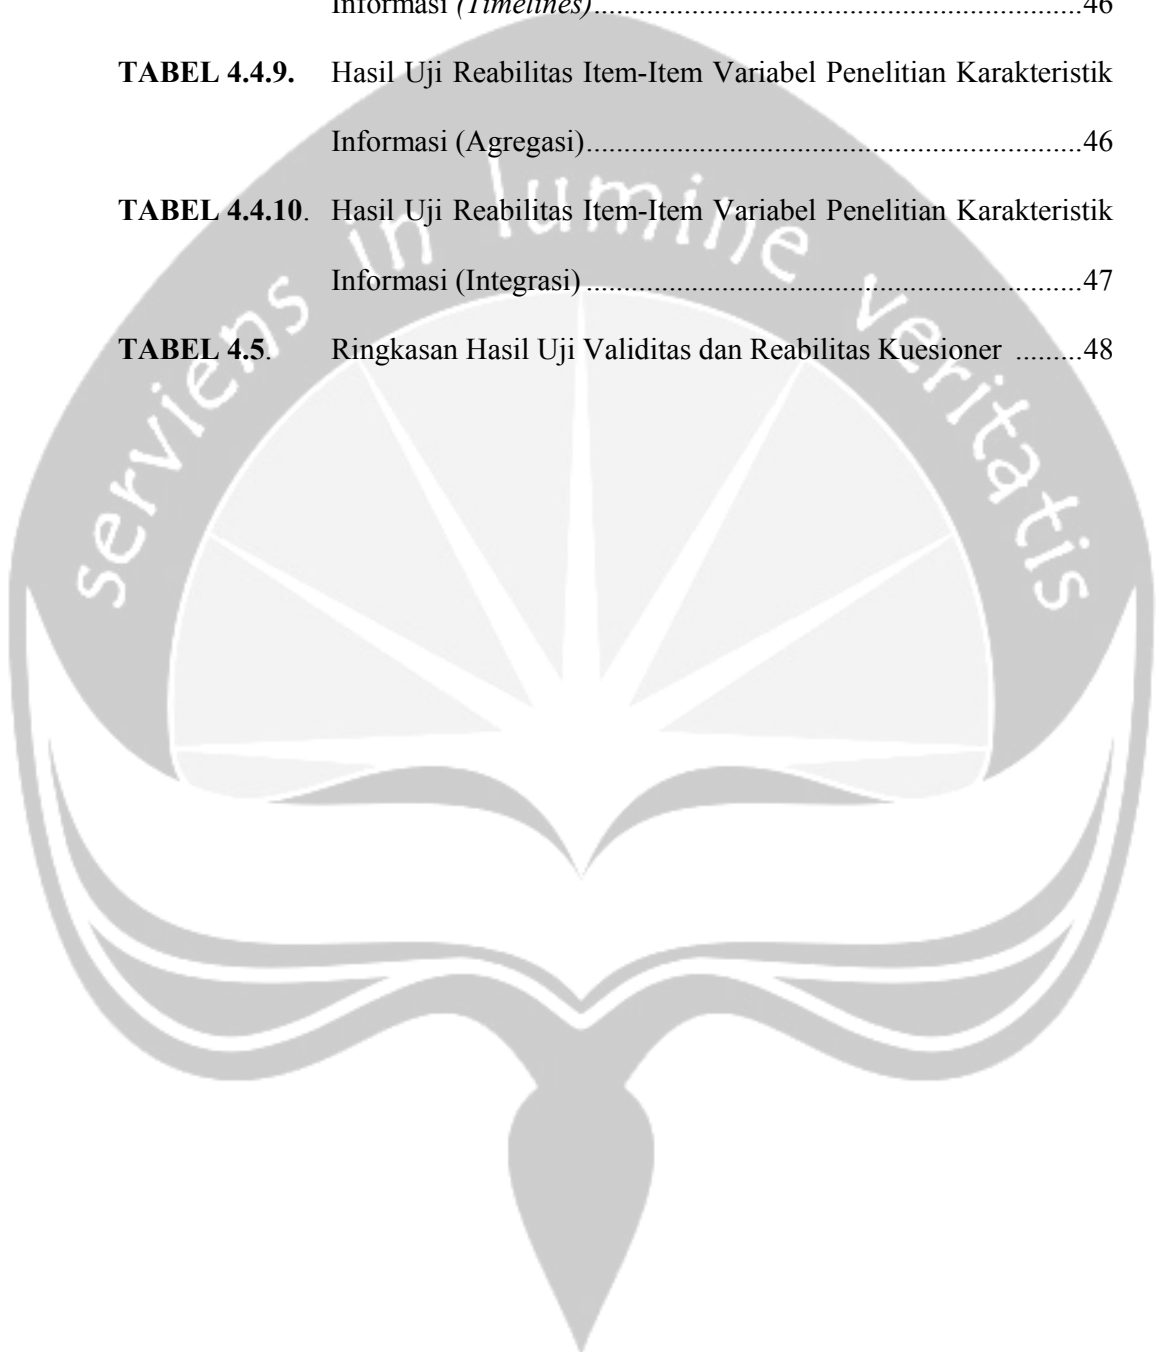 Informasi (Timelines)......................................................................46
TABEL 4.4.9. Hasil Uji Reabilitas Item-Item Variabel Penelitian Karakteristik
Informasi (Agregasi)........................................................................46
TABEL 4.4.10. Hasil Uji Reabilitas Item-Item Variabel Penelitian Karakteristik
Informasi (Integrasi)........................................................................47
TABEL 4.5. Ringkasan Hasil Uji Validitas dan Reabilitas Kuesioner .........48
serviens in lumine veritatis